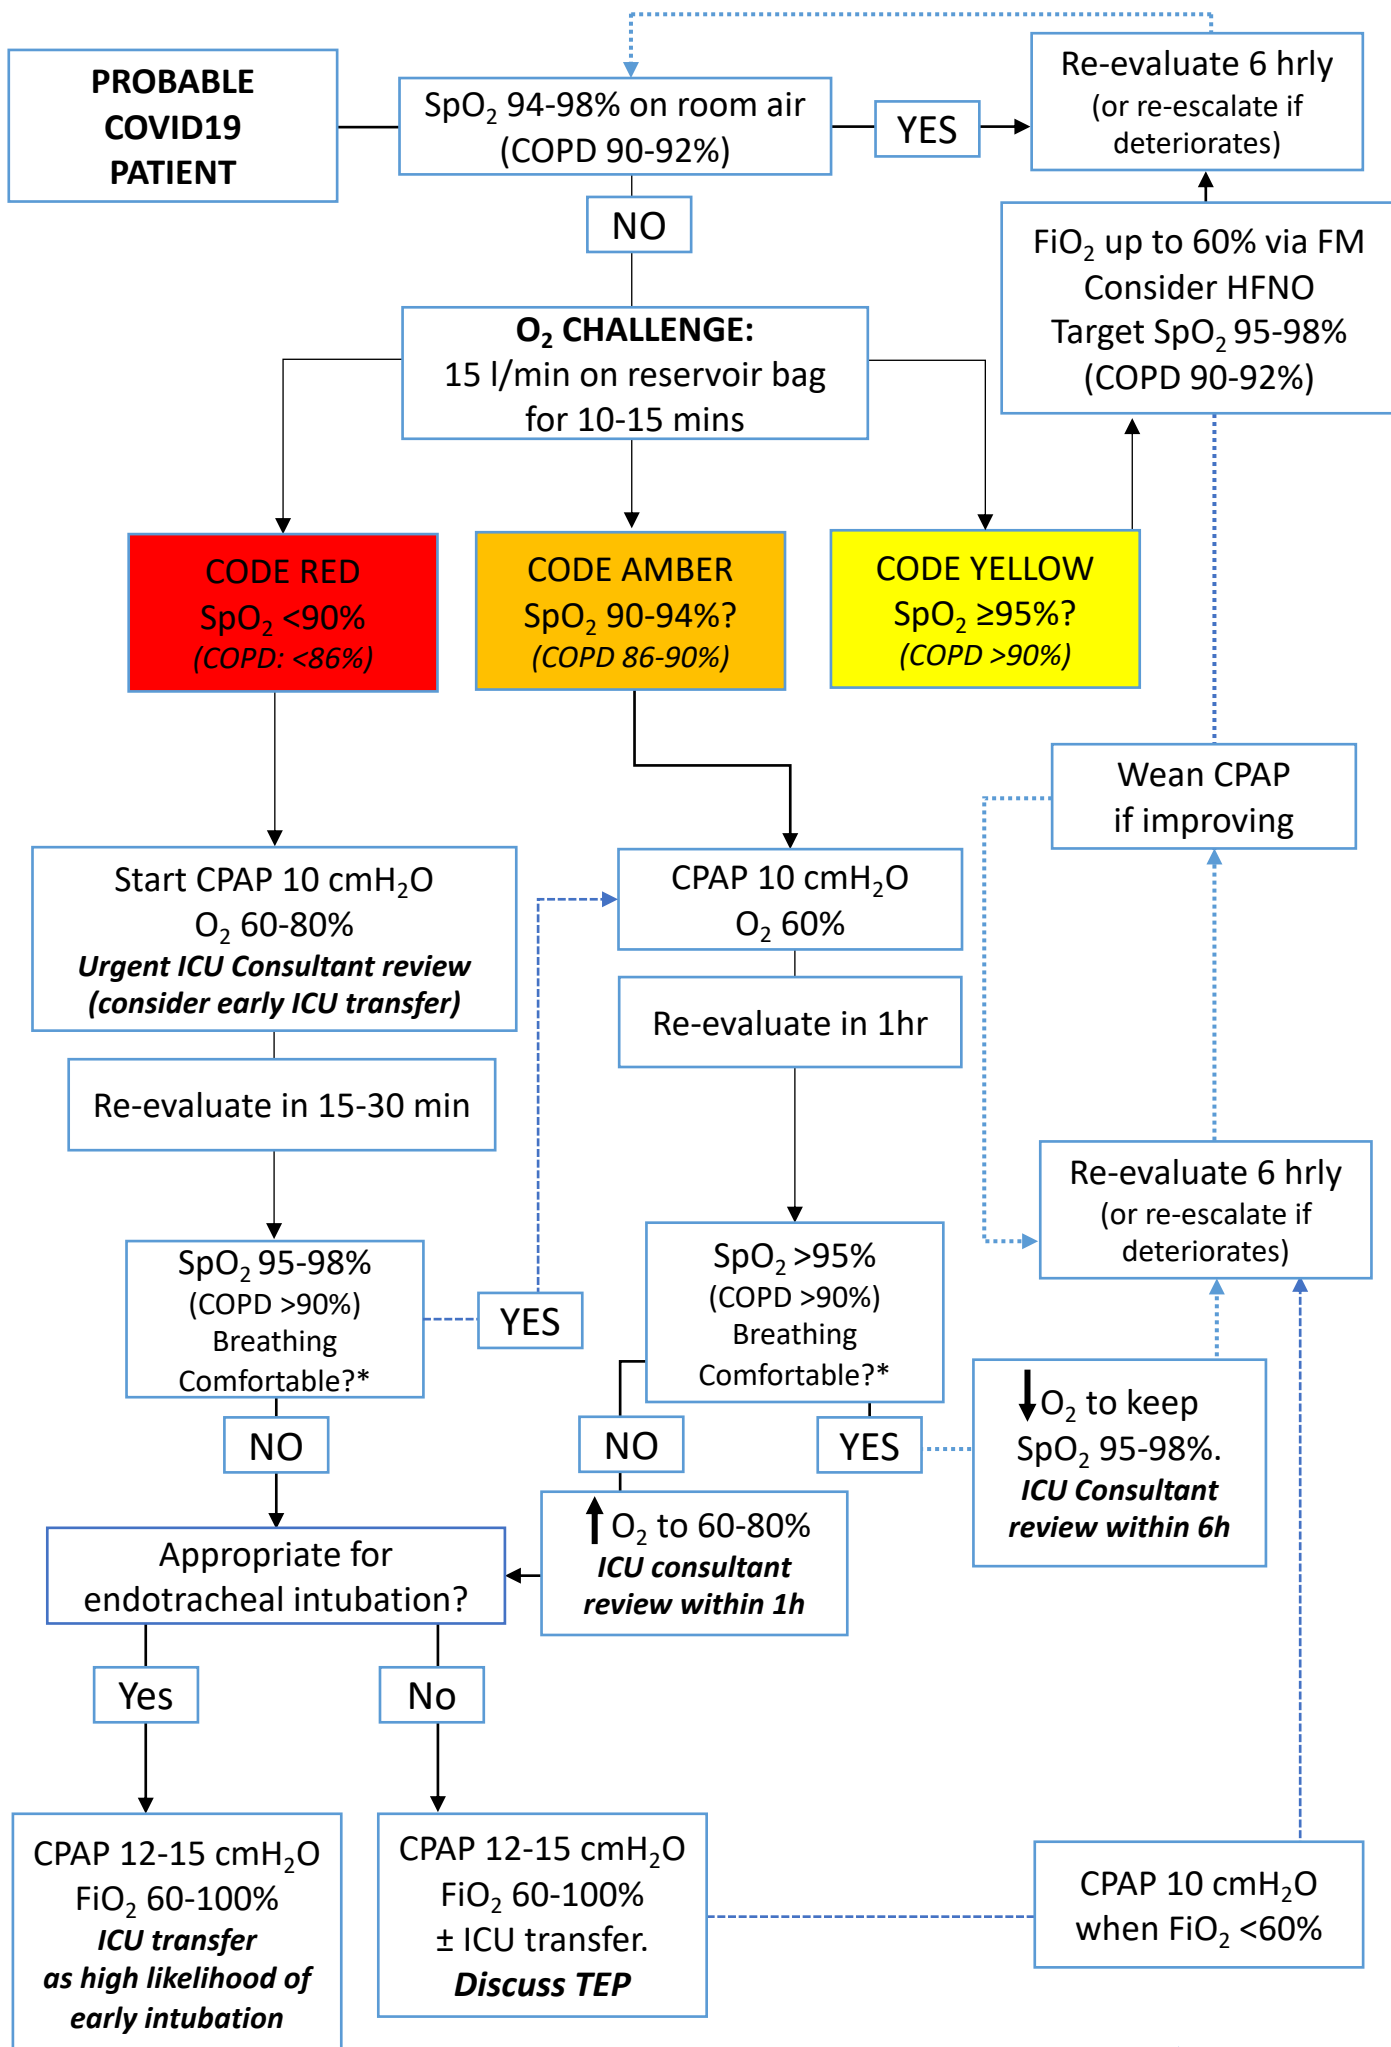 PROBABLE
COVID19
PATIENT
SpO₂ 94-98% on room air
(COPD 90-92%)
YES
Re-evaluate 6 hrly
(or re-escalate if
deteriorates)
NO
FiO₂ up to 60% via FM
Consider HFNO
Target SpO₂ 95-98%
(COPD 90-92%)
O₂ CHALLENGE:
15 l/min on reservoir bag
for 10-15 mins
CODE RED
SpO₂ <90%
(COPD: <86%)
CODE AMBER
SpO₂ 90-94%?
(COPD 86-90%)
CODE YELLOW
SpO₂ ≥95%?
(COPD >90%)
Wean CPAP
if improving
Start CPAP 10 cmH₂O
O₂ 60-80%
Urgent ICU Consultant review
(consider early ICU transfer)
CPAP 10 cmH₂O
O₂ 60%
Re-evaluate in 1hr
Re-evaluate in 15-30 min
Re-evaluate 6 hrly
(or re-escalate if
deteriorates)
SpO₂ 95-98%
(COPD >90%)
Breathing
Comfortable?*
YES
SpO₂ >95%
(COPD >90%)
Breathing
Comfortable?*
NO
NO
YES
↓O₂ to keep
SpO₂ 95-98%.
ICU Consultant
review within 6h
↑ O₂ to 60-80%
ICU consultant
review within 1h
Appropriate for
endotracheal intubation?
Yes
No
CPAP 12-15 cmH₂O
FiO₂ 60-100%
ICU transfer
as high likelihood of
early intubation
CPAP 12-15 cmH₂O
FiO₂ 60-100%
± ICU transfer.
Discuss TEP
CPAP 10 cmH₂O
when FiO₂ <60%